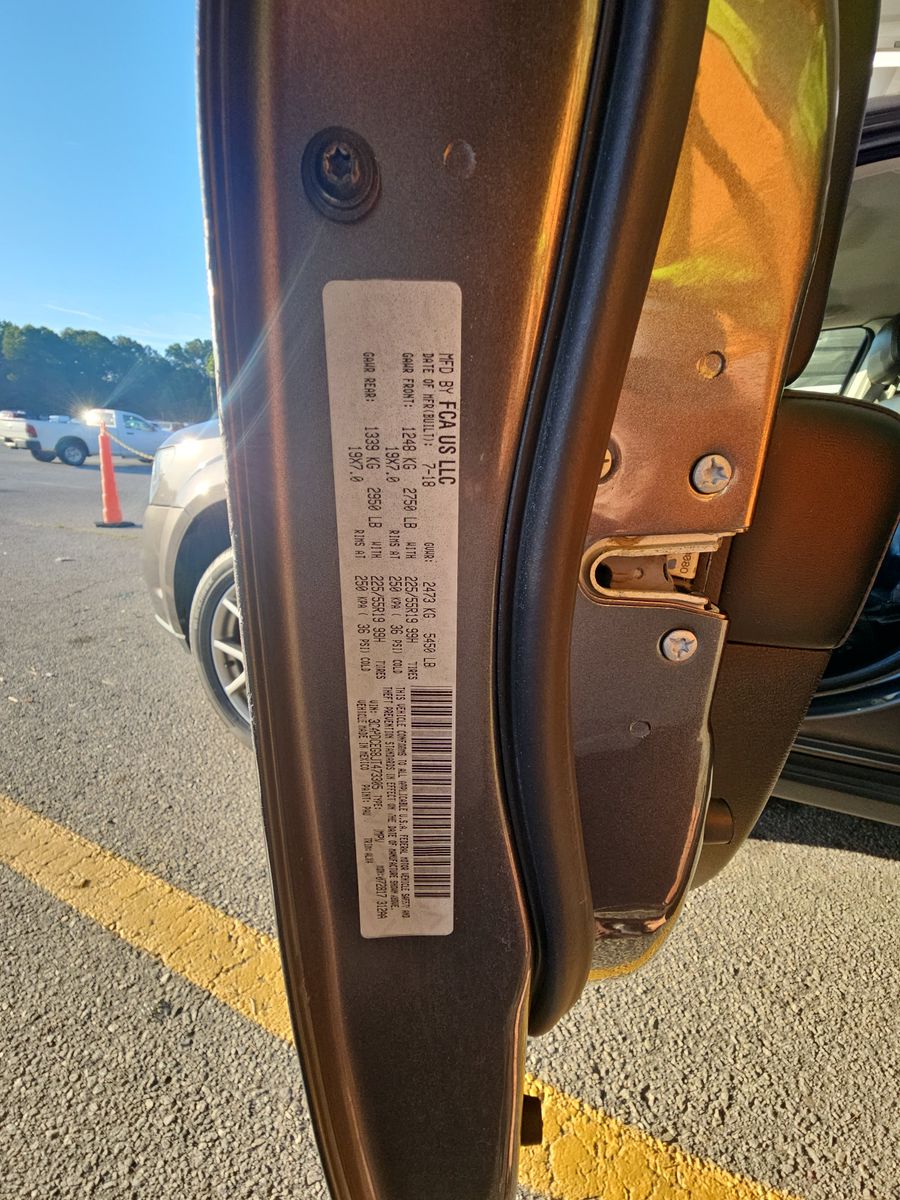 MFD BY FCA US LLC
DATE OF MFR(BUILT): 7-18 GVWR: 2473 KG 5450 LB
GAWR FRONT: 1248 KG 2750 LB WITH 225/55R19 99H TIRES
19X7.0 RIMS AT 250 KPA ( 36 PSI) COLD
GAWR REAR: 1339 KG 2950 LB WITH 225/55R19 99H TIRES
19X7.0 RIMS AT 250 KPA ( 36 PSI) COLD
THIS VEHICLE CONFORMS TO ALL APPLICABLE U.S.A. FEDERAL MOTOR VEHICLE SAFETY AND
THEFT PREVENTION STANDARDS IN EFFECT ON THE DATE OF MANUFACTURE SHOWN ABOVE.
VIN: TYPE: MPV MDH: 312AA
VEHICLE MADE IN MEXICO PAINT: PAU TRIM: